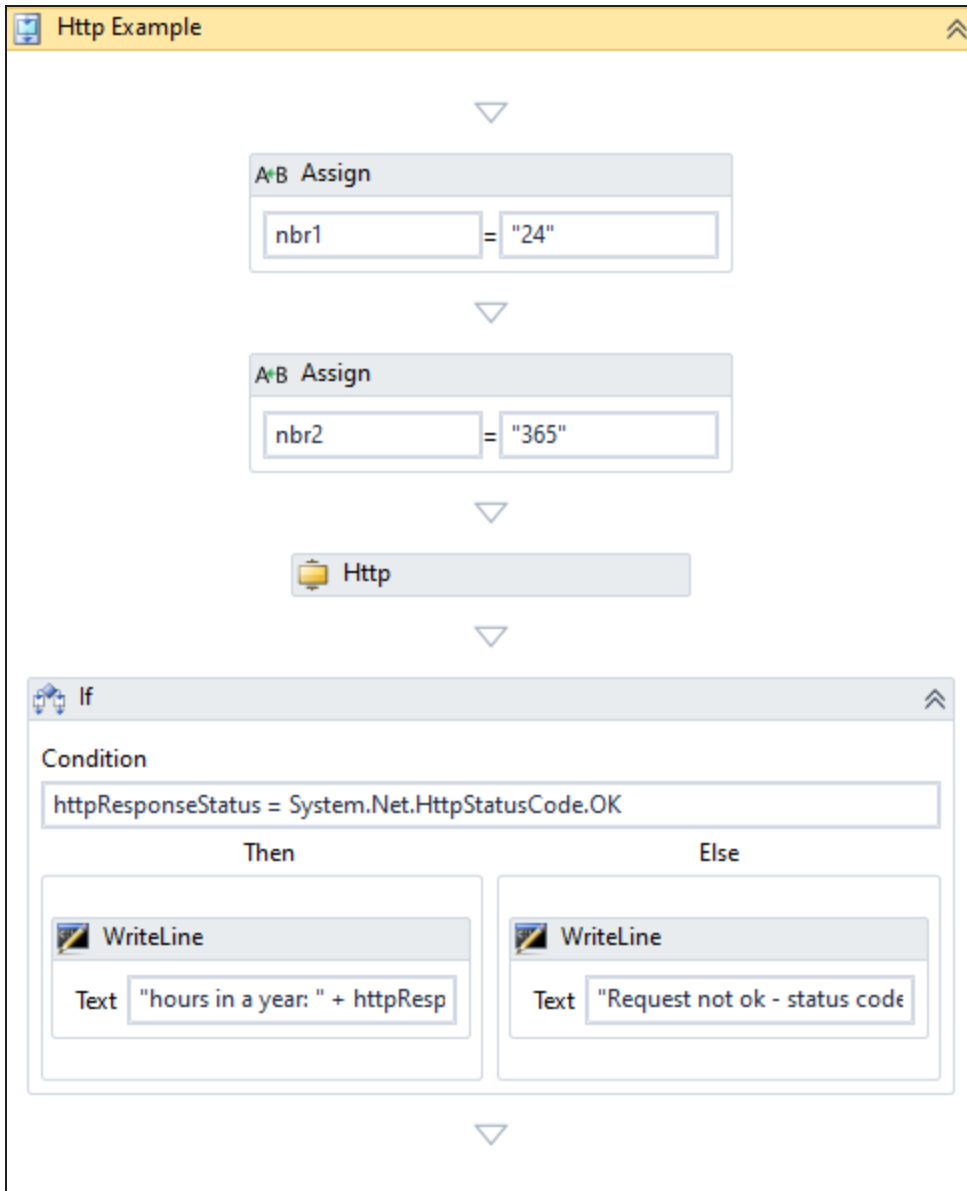 Http Example
A+B Assign
nbr1 = "24"
A+B Assign
nbr2 = "365"
Http
If
Condition
httpResponseStatus = System.Net.HttpStatusCode.OK
Then Else
WriteLine WriteLine
Text "hours in a year: " + httpResp Text "Request not ok - status code